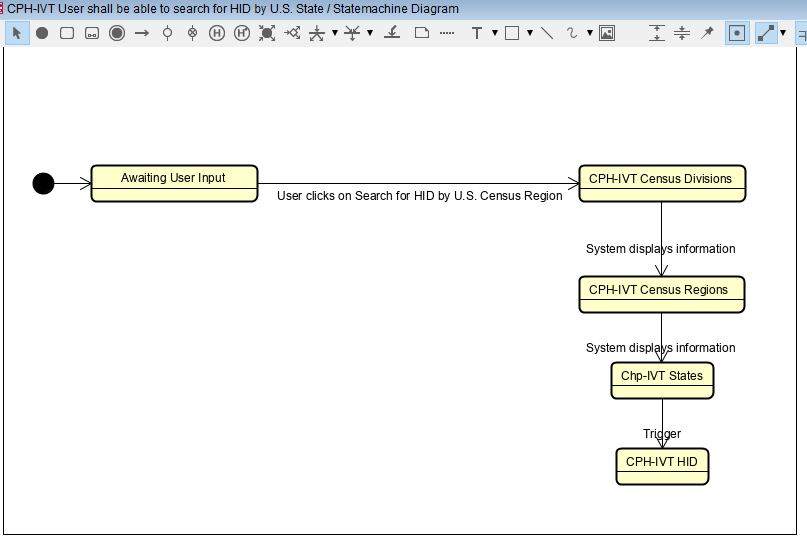 CPH-IVT User shall be able to search for HID by U.S. State / Statemachine Diagram
H H* T
Awaiting User Input
User clicks on Search for HID by U.S. Census Region
CPH-IVT Census Divisions
System displays information
CPH-IVT Census Regions
System displays information
Chp-IVT States
Trigger
CPH-IVT HID